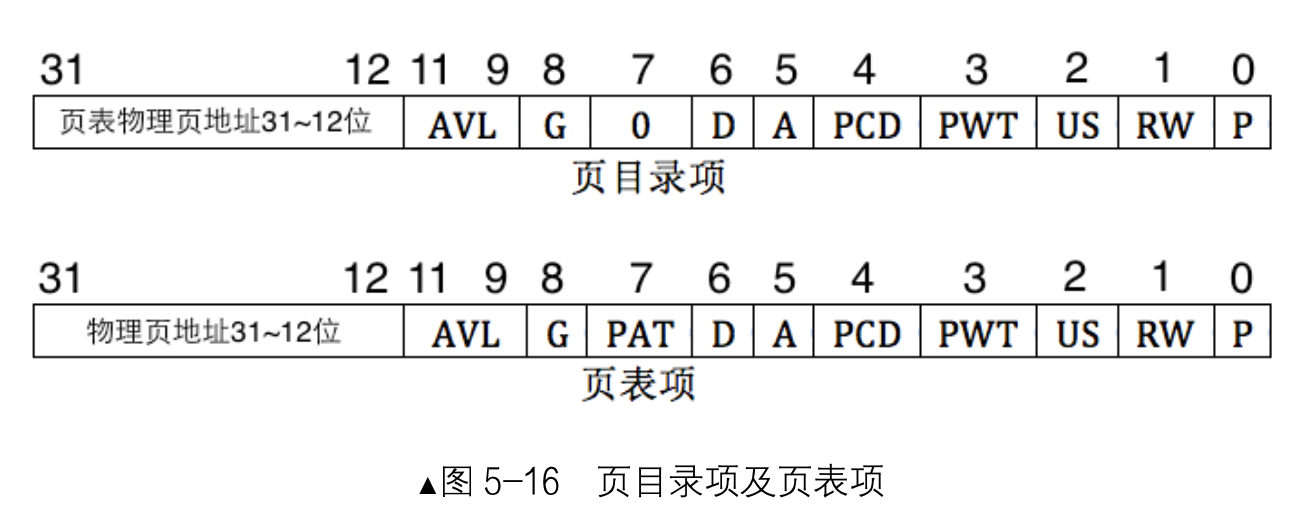 31 12 11 9 8 7 6 5 4 3 2 1 0
页表物理页地址31~12位 AVL G 0 D A PCD PWT US RW P
页目录项
31 12 11 9 8 7 6 5 4 3 2 1 0
物理页地址31~12位 AVL G PAT D A PCD PWT US RW P
页表项
▲图 5-16 页目录项及页表项